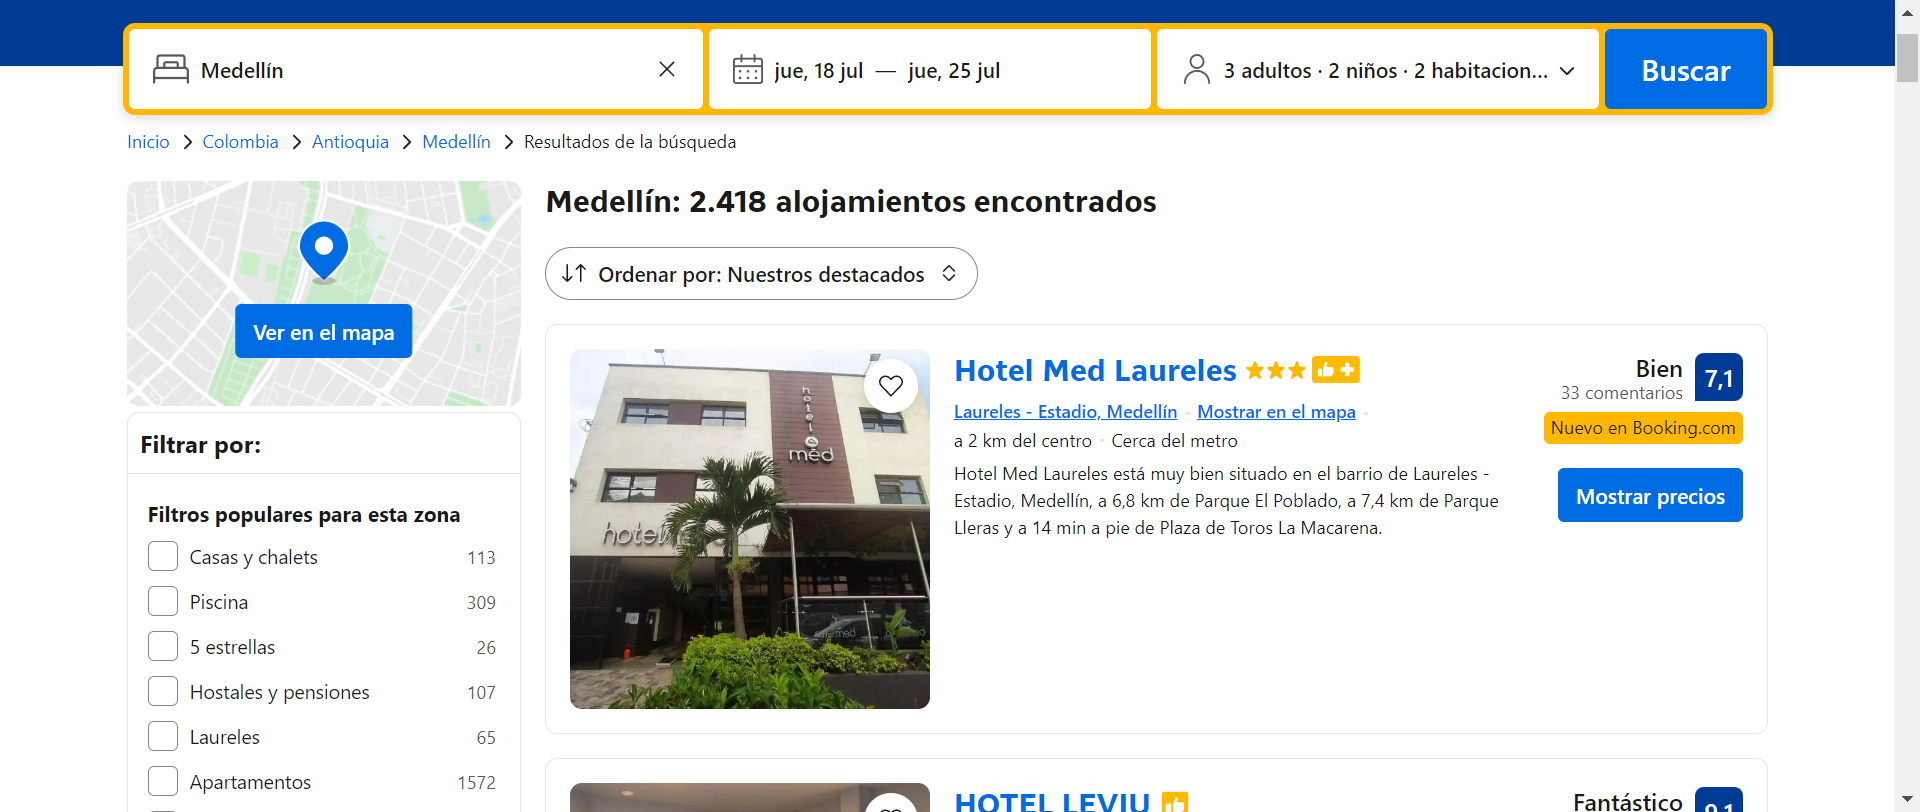 Medellín
jue, 18 jul — jue, 25 jul
3 adultos · 2 niños · 2 habitacion...
Buscar
Inicio > Colombia > Antioquia > Medellín > Resultados de la búsqueda
Ver en el mapa
Medellín: 2.418 alojamientos encontrados
Ordenar por: Nuestros destacados
Filtrar por:
Filtros populares para esta zona
Casas y chalets 113
Piscina 309
5 estrellas 26
Hostales y pensiones 107
Laureles 65
Apartamentos 1572
hotel
med
hotel
Hotel Med Laureles
Laureles - Estadio, Medellín · Mostrar en el mapa
a 2 km del centro · Cerca del metro
Hotel Med Laureles está muy bien situado en el barrio de Laureles -
Estadio, Medellín, a 6,8 km de Parque El Poblado, a 7,4 km de Parque
Lleras y a 14 min a pie de Plaza de Toros La Macarena.
Bien
33 comentarios
7,1
Nuevo en Booking.com
Mostrar precios
HOTEL LEVIU
Fantástico
9,1